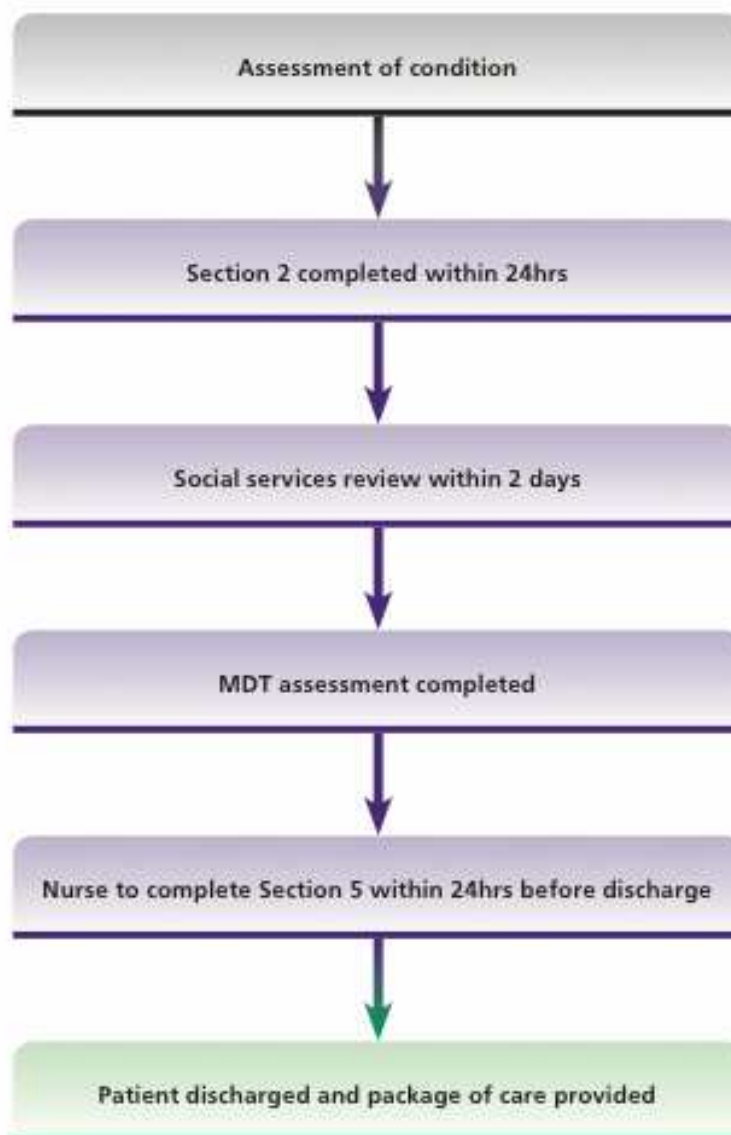 Assessment of condition
Section 2 completed within 24hrs
Social services review within 2 days
MDT assessment completed
Nurse to complete Section 5 within 24hrs before discharge
Patient discharged and package of care provided